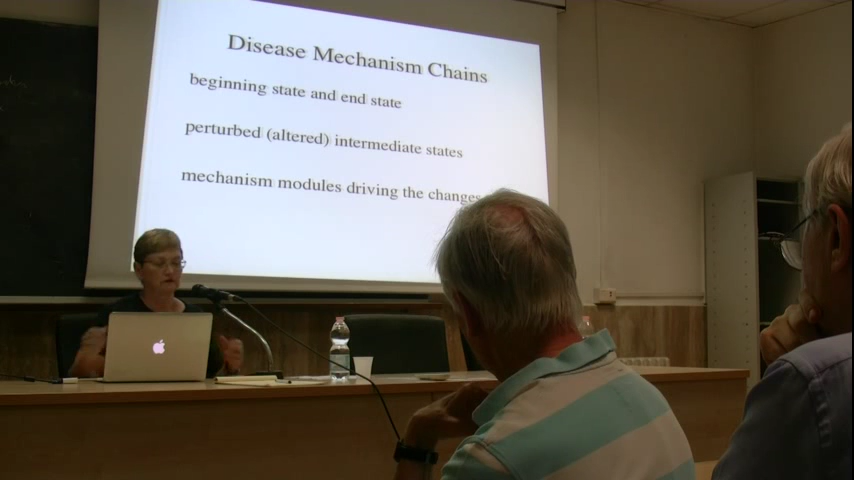 Disease Mechanism Chains
beginning state and end state
perturbed (altered) intermediate states
mechanism modules driving the changes